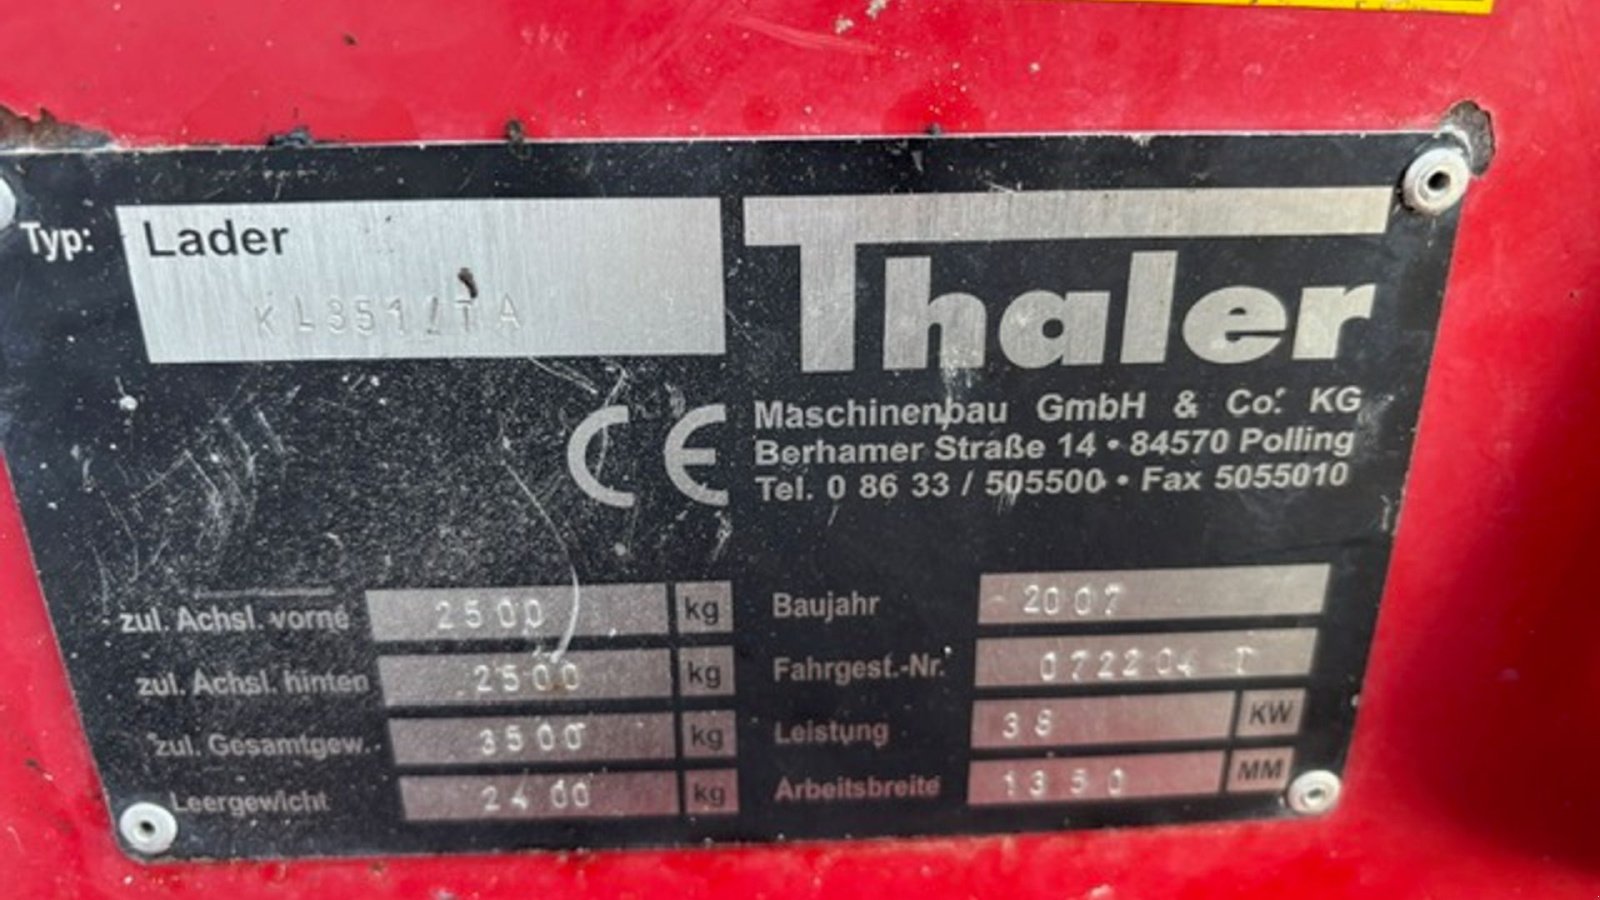 Typ: Lader
KL351/TA
Thaler
Maschinenbau GmbH & Co. KG
Berhamer Straße 14 • 84570 Polling
Tel. 0 86 33 / 505500 • Fax 5055010
zul. Achsl. vorne 2500 kg
zul. Achsl. hinten 2500 kg
zul. Gesamtgew. 3500 kg
Leergewicht 2400 kg
Baujahr 2007
Fahrgest.-Nr. 072204 T
Leistung 38 KW
Arbeitsbreite 1350 MM